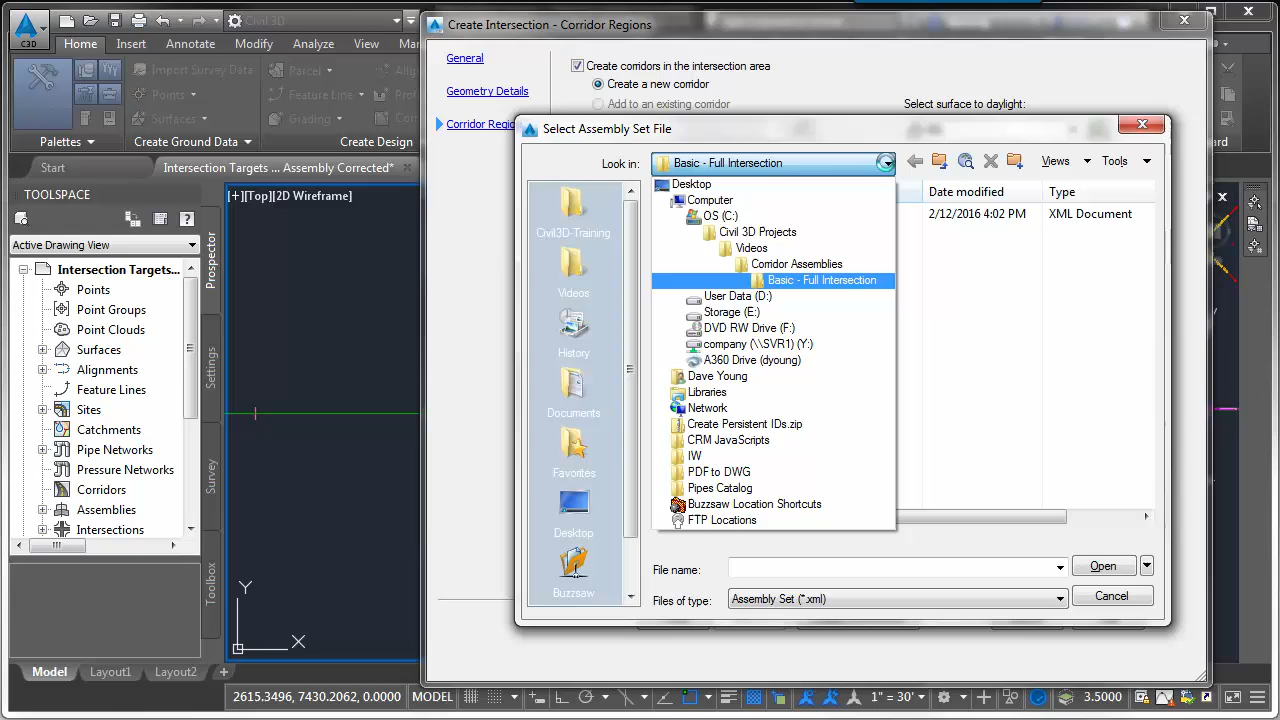 C3D
Civil 3D
Home
Insert
Annotate
Modify
Analyze
View
Import Survey Data
Points
Surfaces
Parcel
Feature Line
Grading
Palettes
Create Ground Data
Create Design
Start
Intersection Targets ... Assembly Corrected*
TOOLSPACE
Active Drawing View
Intersection Targets...
Points
Point Groups
Point Clouds
Surfaces
Alignments
Feature Lines
Sites
Catchments
Pipe Networks
Pressure Networks
Corridors
Assemblies
Intersections
Prospector
Settings
Survey
Toolbox
[+][Top][2D Wireframe]
Y
X
Create Intersection - Corridor Regions
General
Geometry Details
Create corridors in the intersection area
Create a new corridor
Add to an existing corridor
Select surface to daylight:
Select Assembly Set File
Look in:
Basic - Full Intersection
Views
Tools
Date modified
Type
2/12/2016 4:02 PM
XML Document
Desktop
Computer
OS (C:)
Civil 3D Projects
Videos
Corridor Assemblies
Basic - Full Intersection
User Data (D:)
Storage (E:)
DVD RW Drive (F:)
company (\\SVR1) (Y:)
A360 Drive (dyoung)
Dave Young
Libraries
Network
Create Persistent IDs.zip
CRM JavaScripts
IW
PDF to DWG
Pipes Catalog
Buzzsaw Location Shortcuts
FTP Locations
Civil3D-Training
Videos
History
Documents
Favorites
Desktop
Buzzsaw
File name:
Open
Files of type:
Assembly Set (*.xml)
Cancel
Model
Layout1
Layout2
2615.3496, 7430.2062, 0.0000
MODEL
1" = 30'
3.5000